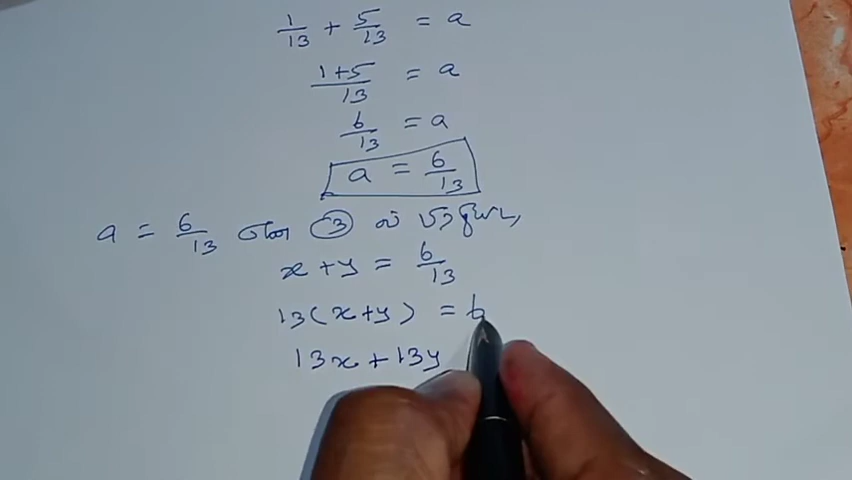 1/13 + 5/13 = a
1+5/13 = a
6/13 = a
a = 6/13
a = 6/13 ஐ ③ ல்
x + y = 6/13
13(x+y) = 6
13x + 13y